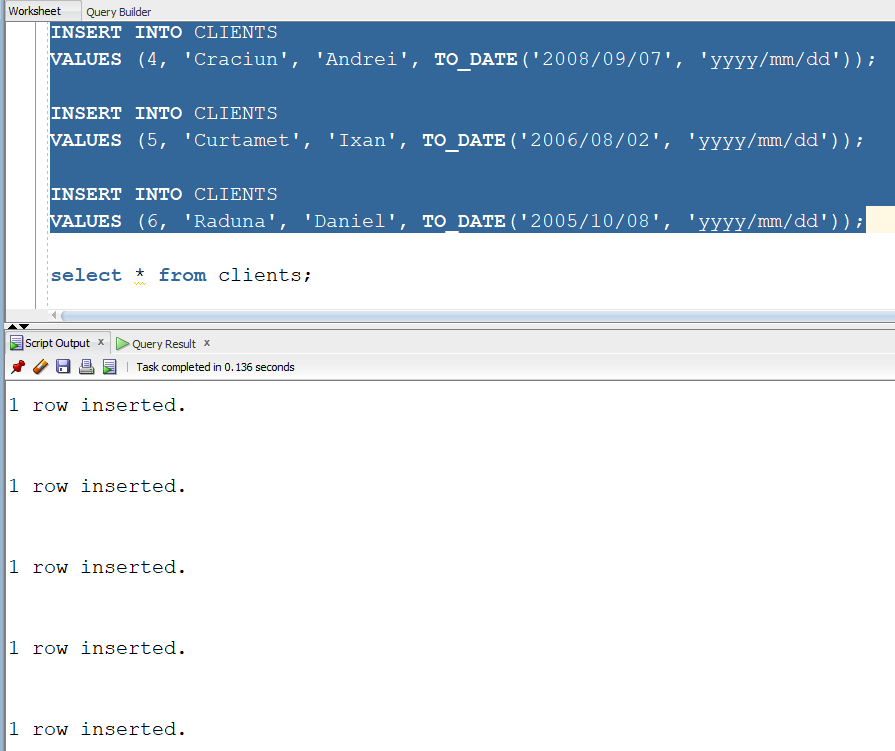 Worksheet Query Builder
INSERT INTO CLIENTS
VALUES (4, 'Craciun', 'Andrei', TO_DATE('2008/09/07', 'yyyy/mm/dd'));
INSERT INTO CLIENTS
VALUES (5, 'Curtamet', 'Ixan', TO_DATE('2006/08/02', 'yyyy/mm/dd'));
INSERT INTO CLIENTS
VALUES (6, 'Raduna', 'Daniel', TO_DATE('2005/10/08', 'yyyy/mm/dd'));
select * from clients;
Script Output x Query Result x
Task completed in 0.136 seconds
1 row inserted.
1 row inserted.
1 row inserted.
1 row inserted.
1 row inserted.